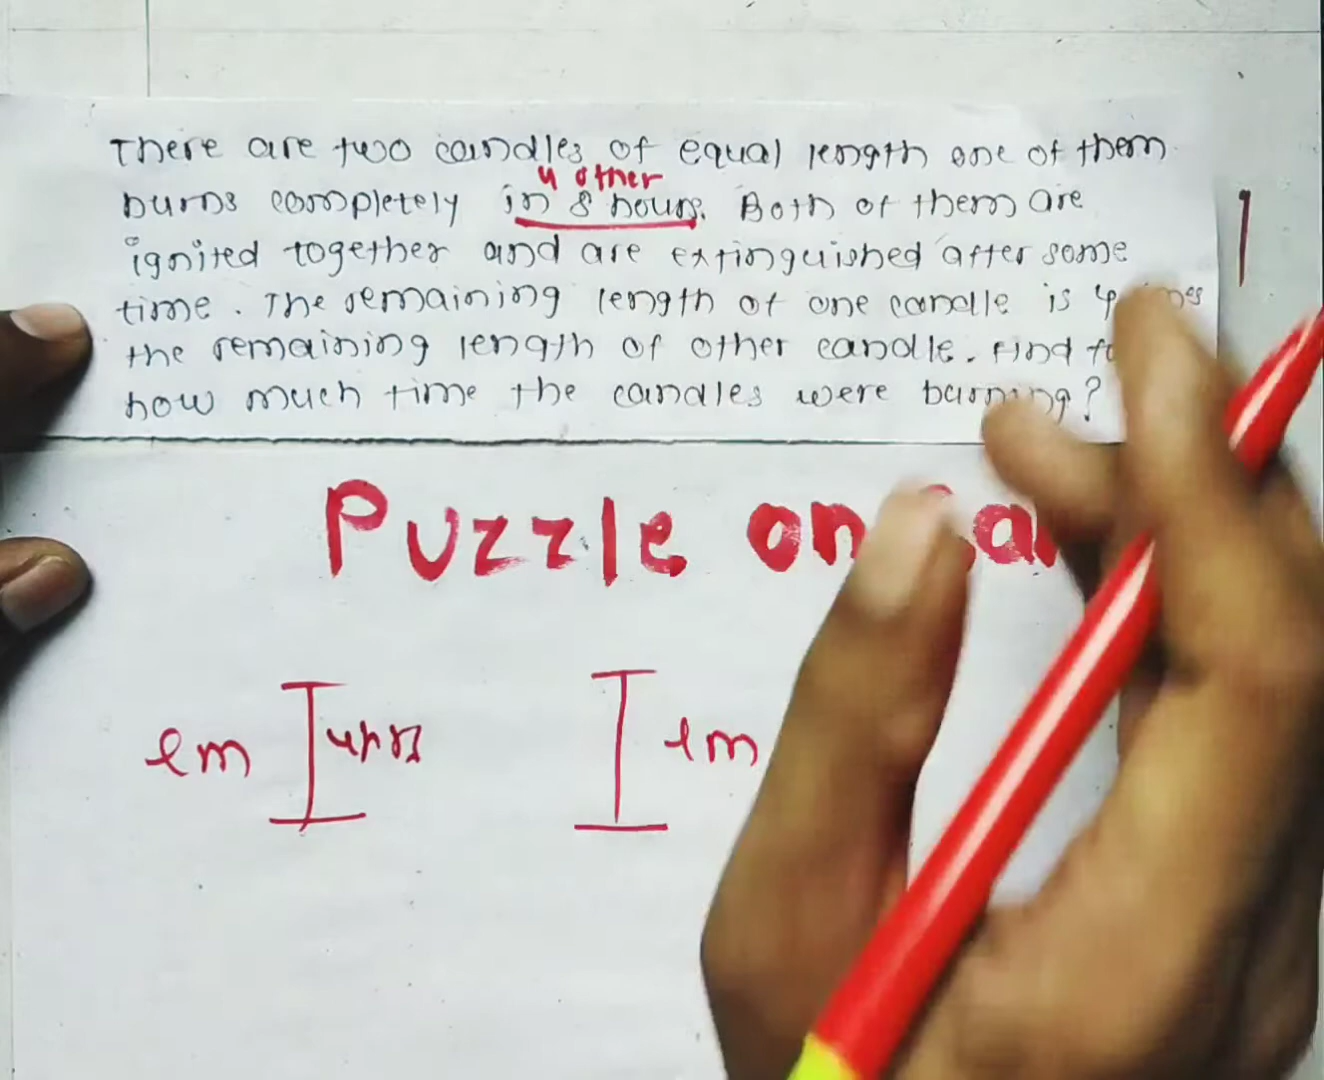 There are two candles of equal length one of them
4 other
burns completely in 8 hours. Both of them are
ignited together and are extinguished after some
time. The remaining length of one candle is 4
the remaining length of other candle. Find
how much time the candles were burning?
Puzzle on
lm 4hrs lm